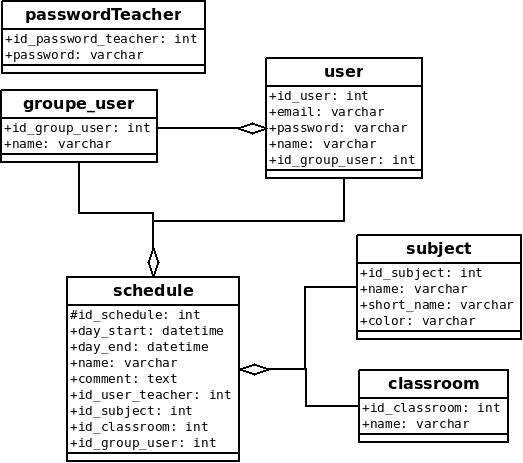 passwordTeacher
+id_password_teacher: int
+password: varchar
groupe_user
+id_group_user: int
+name: varchar
user
+id_user: int
+email: varchar
+password: varchar
+name: varchar
+id_group_user: int
schedule
#id_schedule: int
+day_start: datetime
+day_end: datetime
+name: varchar
+comment: text
+id_user_teacher: int
+id_subject: int
+id_classroom: int
+id_group_user: int
subject
+id_subject: int
+name: varchar
+short_name: varchar
+color: varchar
classroom
+id_classroom: int
+name: varchar